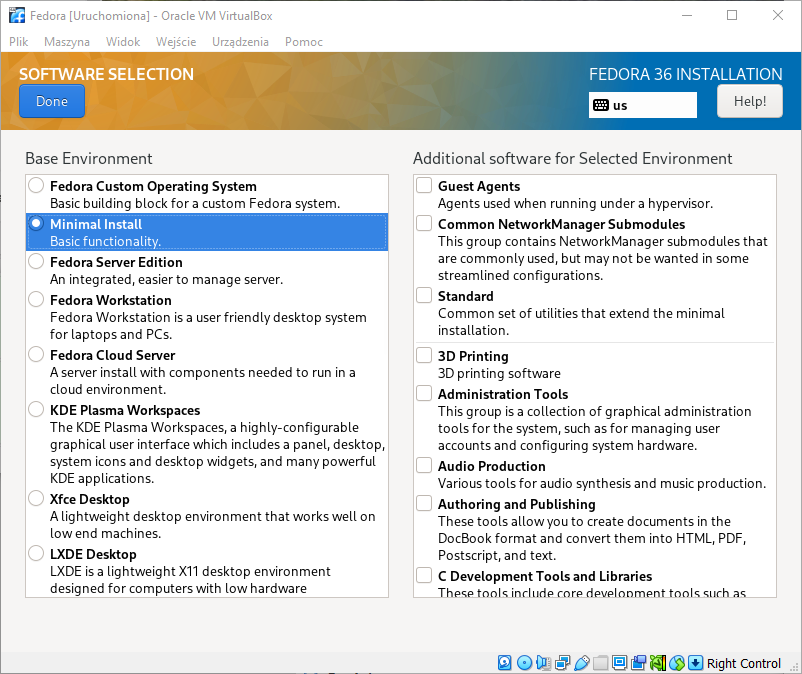 Fedora [Uruchomiona] - Oracle VM VirtualBox
Plik Maszyna Widok Wejście Urządzenia Pomoc
SOFTWARE SELECTION
Done
FEDORA 36 INSTALLATION
us
Help!
Base Environment
Fedora Custom Operating System
Basic building block for a custom Fedora system.
Minimal Install
Basic functionality.
Fedora Server Edition
An integrated, easier to manage server.
Fedora Workstation
Fedora Workstation is a user friendly desktop system
for laptops and PCs.
Fedora Cloud Server
A server install with components needed to run in a
cloud environment.
KDE Plasma Workspaces
The KDE Plasma Workspaces, a highly-configurable
graphical user interface which includes a panel, desktop,
system icons and desktop widgets, and many powerful
KDE applications.
Xfce Desktop
A lightweight desktop environment that works well on
low end machines.
LXDE Desktop
LXDE is a lightweight X11 desktop environment
designed for computers with low hardware
Additional software for Selected Environment
Guest Agents
Agents used when running under a hypervisor.
Common NetworkManager Submodules
This group contains NetworkManager submodules that
are commonly used, but may not be wanted in some
streamlined configurations.
Standard
Common set of utilities that extend the minimal
installation.
3D Printing
3D printing software
Administration Tools
This group is a collection of graphical administration
tools for the system, such as for managing user
accounts and configuring system hardware.
Audio Production
Various tools for audio synthesis and music production.
Authoring and Publishing
These tools allow you to create documents in the
DocBook format and convert them into HTML, PDF,
Postscript, and text.
C Development Tools and Libraries
These tools include core development tools such as
Right Control